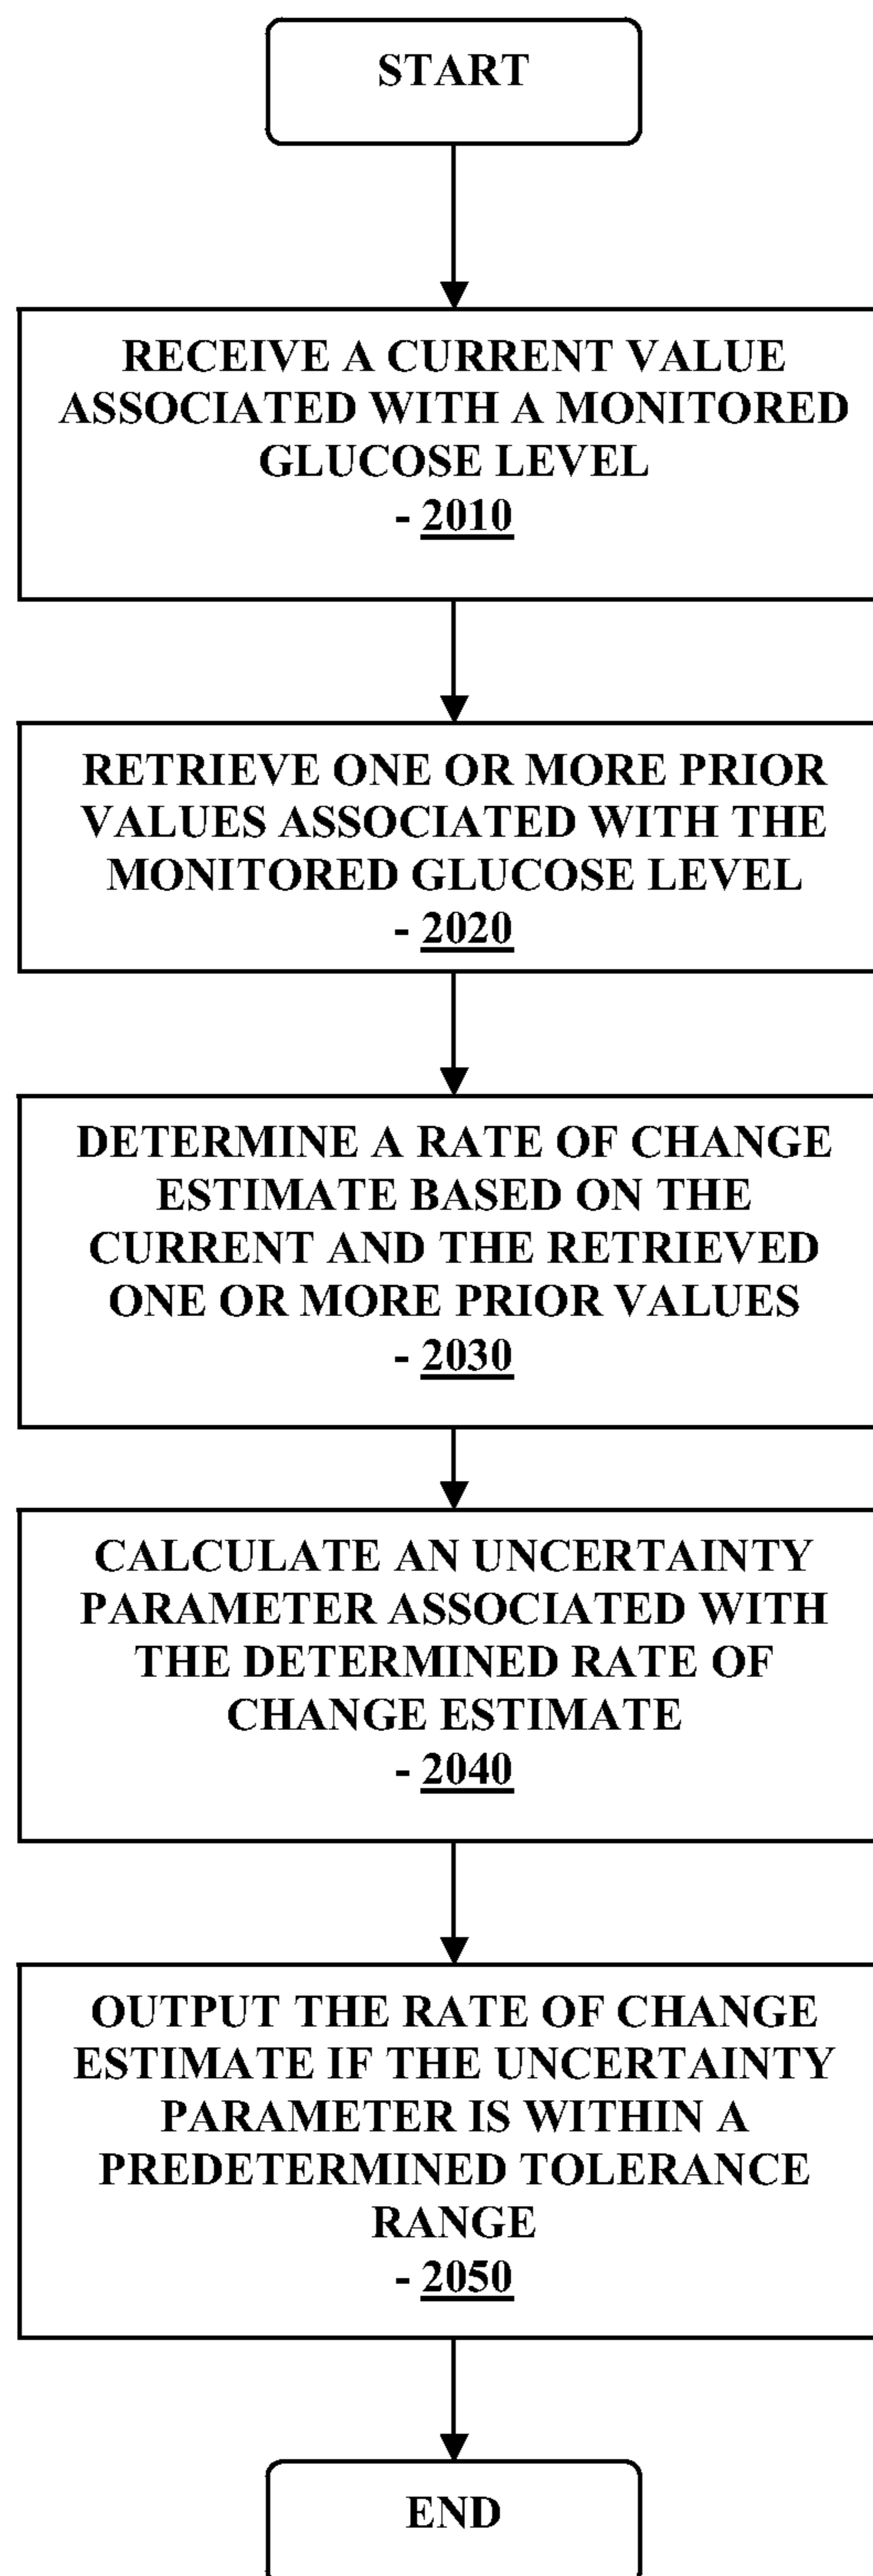 START
RECEIVE A CURRENT VALUE
ASSOCIATED WITH A MONITORED
GLUCOSE LEVEL
- 2010
RETRIEVE ONE OR MORE PRIOR
VALUES ASSOCIATED WITH THE
MONITORED GLUCOSE LEVEL
- 2020
DETERMINE A RATE OF CHANGE
ESTIMATE BASED ON THE
CURRENT AND THE RETRIEVED
ONE OR MORE PRIOR VALUES
- 2030
CALCULATE AN UNCERTAINTY
PARAMETER ASSOCIATED WITH
THE DETERMINED RATE OF
CHANGE ESTIMATE
- 2040
OUTPUT THE RATE OF CHANGE
ESTIMATE IF THE UNCERTAINTY
PARAMETER IS WITHIN A
PREDETERMINED TOLERANCE
RANGE
- 2050
END